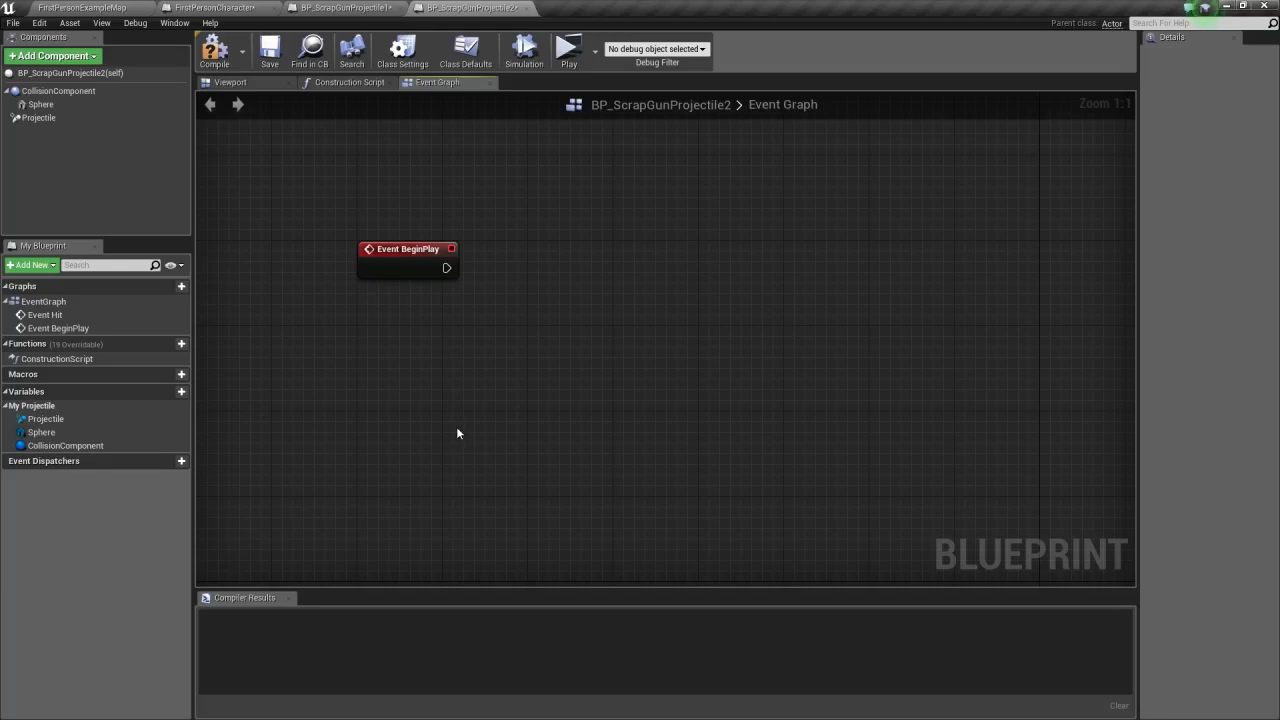 FirstPersonExampleMap
FirstPersonCharacter*
BP_ScrapGunProjectile1*
BP_ScrapGunProjectile2*
File Edit Asset View Debug Window Help
Parent class: Actor
Search For Help
Components
+Add Component
BP_ScrapGunProjectile2(self)
CollisionComponent
Sphere
Projectile
Compile
Save
Find in CB
Search
Class Settings
Class Defaults
Simulation
Play
No debug object selected
Debug Filter
Details
Viewport
Construction Script
Event Graph
BP_ScrapGunProjectile2 > Event Graph
Zoom 1:1
Event BeginPlay
BLUEPRINT
My Blueprint
+Add New
Search
Graphs
EventGraph
Event Hit
Event BeginPlay
Functions (19 Overridable)
ConstructionScript
Macros
Variables
My Projectile
Projectile
Sphere
CollisionComponent
Event Dispatchers
Compiler Results
Clear